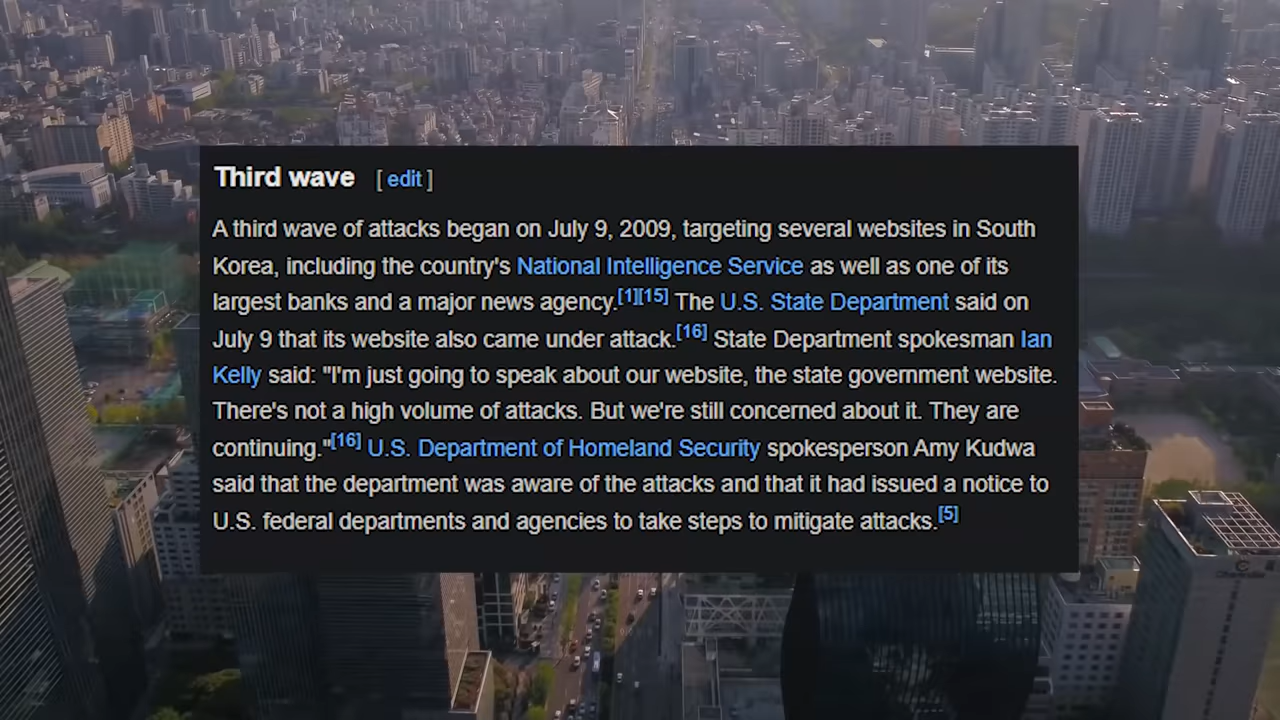 Third wave [ edit ]
A third wave of attacks began on July 9, 2009, targeting several websites in South
Korea, including the country's National Intelligence Service as well as one of its
largest banks and a major news agency.[1][15] The U.S. State Department said on
July 9 that its website also came under attack.[16] State Department spokesman Ian
Kelly said: "I'm just going to speak about our website, the state government website.
There's not a high volume of attacks. But we're still concerned about it. They are
continuing."[16] U.S. Department of Homeland Security spokesperson Amy Kudwa
said that the department was aware of the attacks and that it had issued a notice to
U.S. federal departments and agencies to take steps to mitigate attacks.[5]